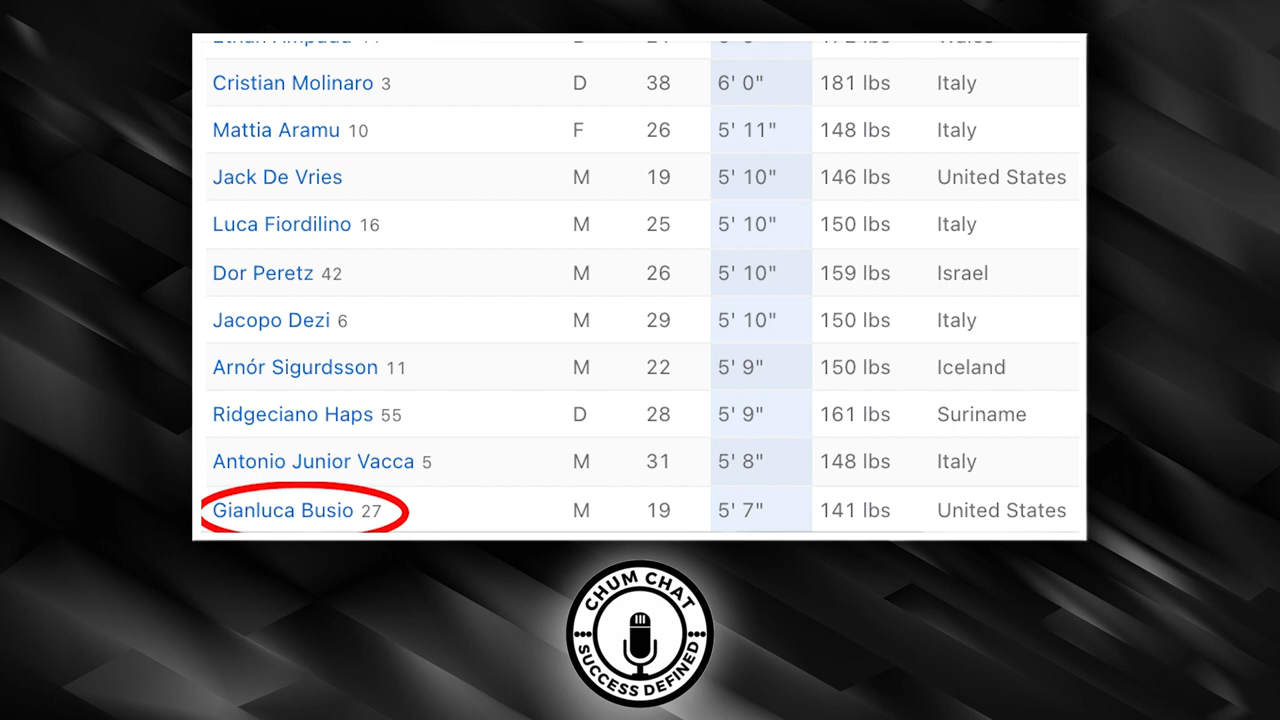 Cristian Molinaro 3 D 38 6' 0" 181 lbs Italy
Mattia Aramu 10 F 26 5' 11" 148 lbs Italy
Jack De Vries M 19 5' 10" 146 lbs United States
Luca Fiordilino 16 M 25 5' 10" 150 lbs Italy
Dor Peretz 42 M 26 5' 10" 159 lbs Israel
Jacopo Dezi 6 M 29 5' 10" 150 lbs Italy
Arnór Sigurdsson 11 M 22 5' 9" 150 lbs Iceland
Ridgeciano Haps 55 D 28 5' 9" 161 lbs Suriname
Antonio Junior Vacca 5 M 31 5' 8" 148 lbs Italy
Gianluca Busio 27 M 19 5' 7" 141 lbs United States
CHUM CHAT
SUCCESS DEFINED